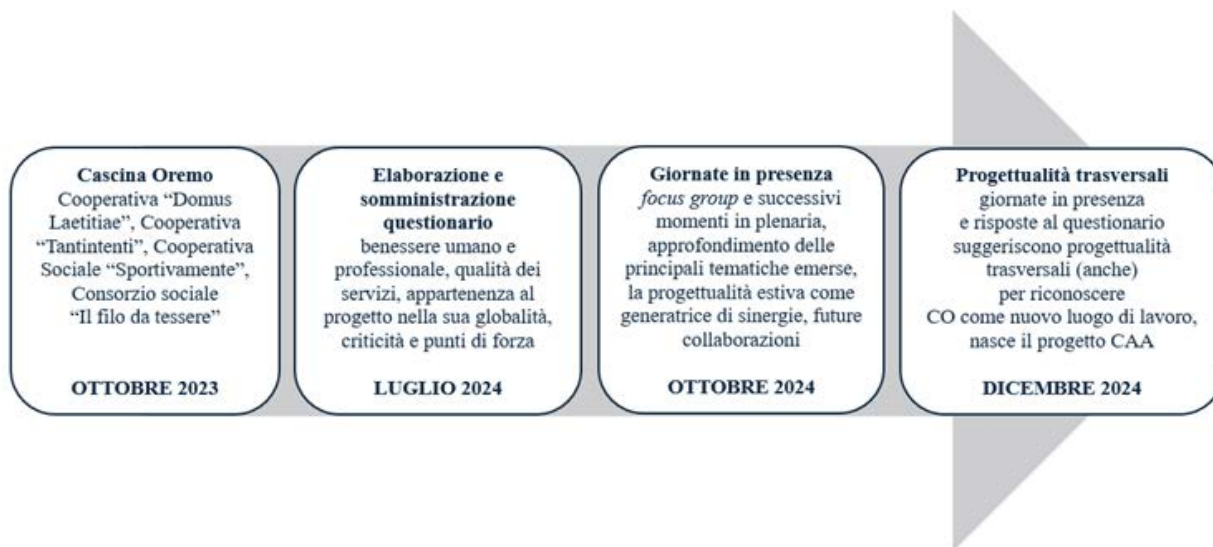 Cascina Oremo
Cooperativa “Domus
Laetitiae”, Cooperativa
“Tantintenti”, Cooperativa
Sociale “Sportivamente”,
Consorzio sociale
“Il filo da tessere”
OTTOBRE 2023
Elaborazione e
somministrazione
questionario
benessere umano e
professionale, qualità dei
servizi, appartenenza al
progetto nella sua globalità,
criticità e punti di forza
LUGLIO 2024
Giornate in presenza
focus group e successivi
momenti in plenaria,
approfondimento delle
principali tematiche emerse,
la progettualità estiva come
generatrice di sinergie, future
collaborazioni
OTTOBRE 2024
Progettualità trasversali
giornate in presenza
e risposte al questionario
suggeriscono progettualità
trasversali (anche)
per riconoscere
CO come nuovo luogo di lavoro,
nasce il progetto CAA
DICEMBRE 2024